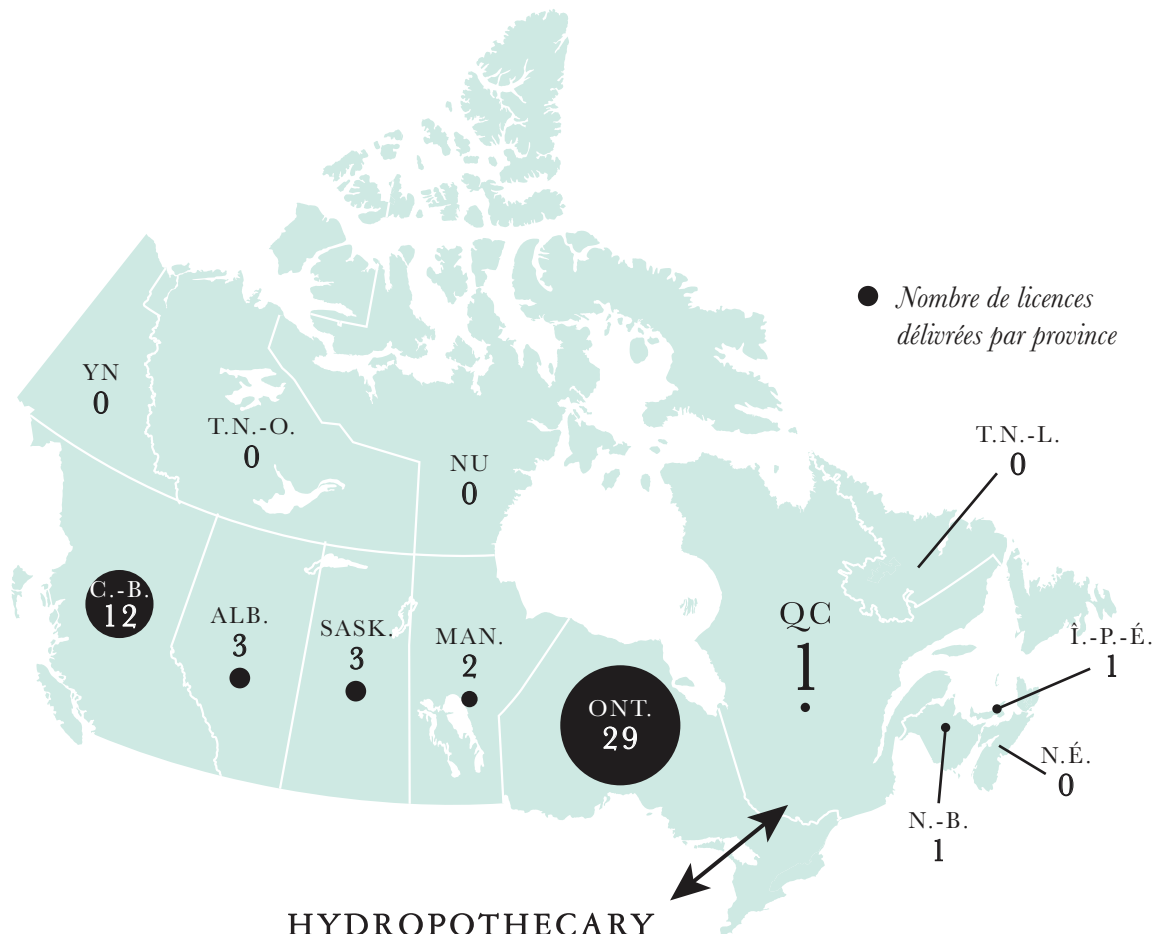 Nombre de licences
délivrées par province
YN
0
T.N.-O.
0
NU
0
T.N.-L.
0
C.-B.
12
ALB.
3
SASK.
3
MAN.
2
ONT.
29
QC
1
Î.-P.-É.
1
N.É.
0
N.-B.
1
HYDROPOTHECARY